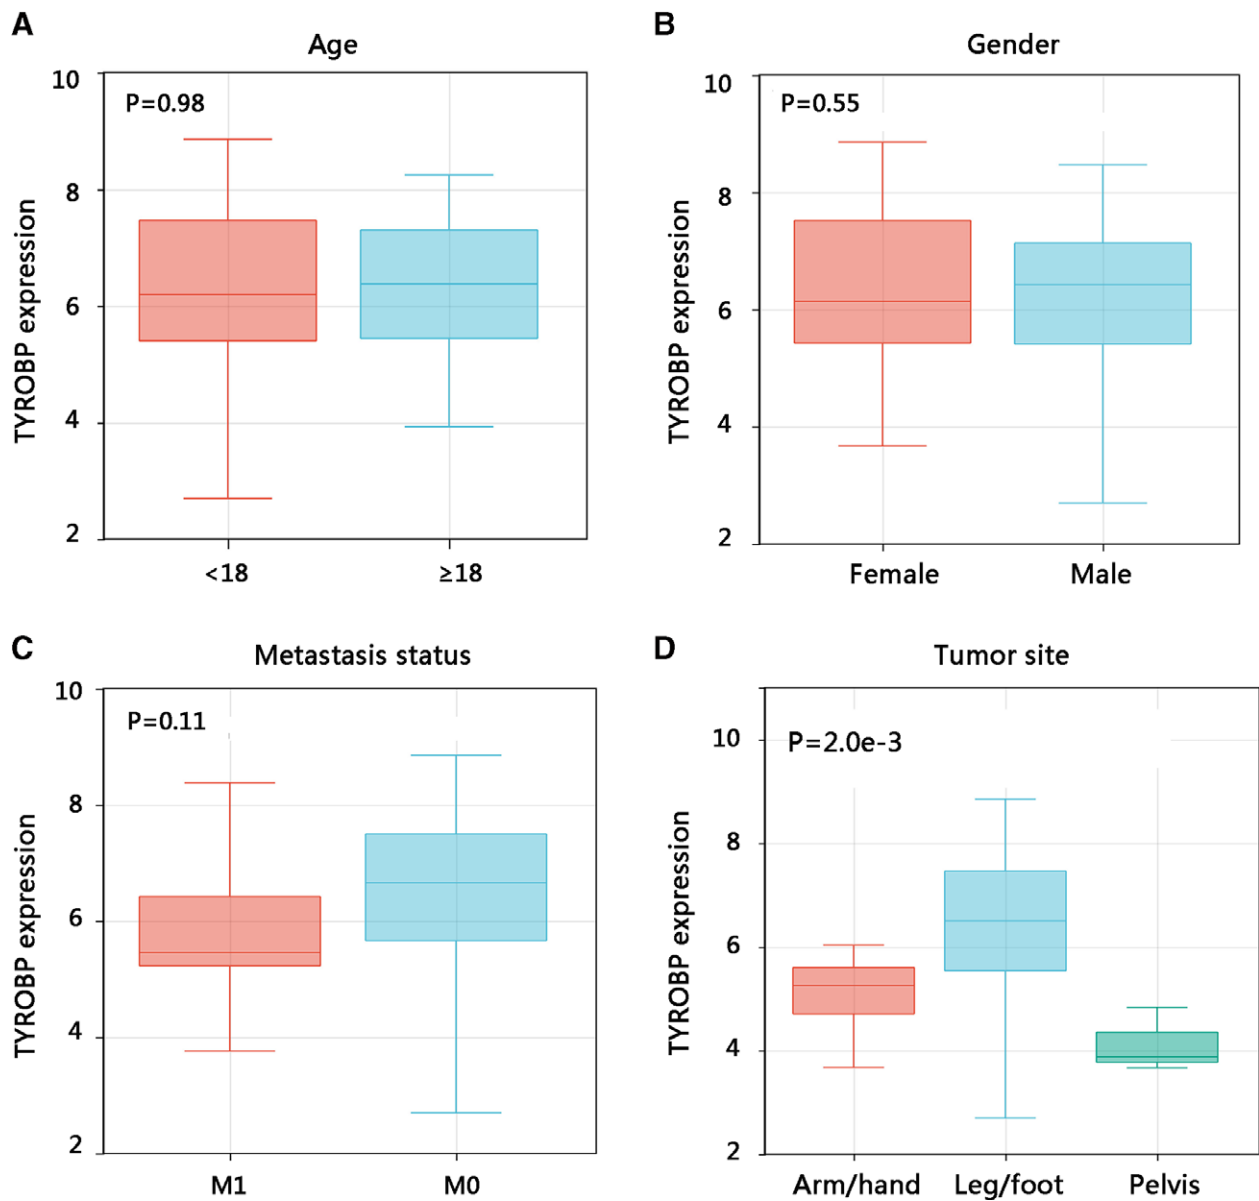 A
Age
P=0.98
TYROBP expression
10
8
6
4
2
<18
≥18
B
Gender
P=0.55
TYROBP expression
10
8
6
4
2
Female
Male
C
Metastasis status
P=0.11
TYROBP expression
10
8
6
4
2
M1
M0
D
Tumor site
P=2.0e-3
TYROBP expression
10
8
6
4
2
Arm/hand
Leg/foot
Pelvis